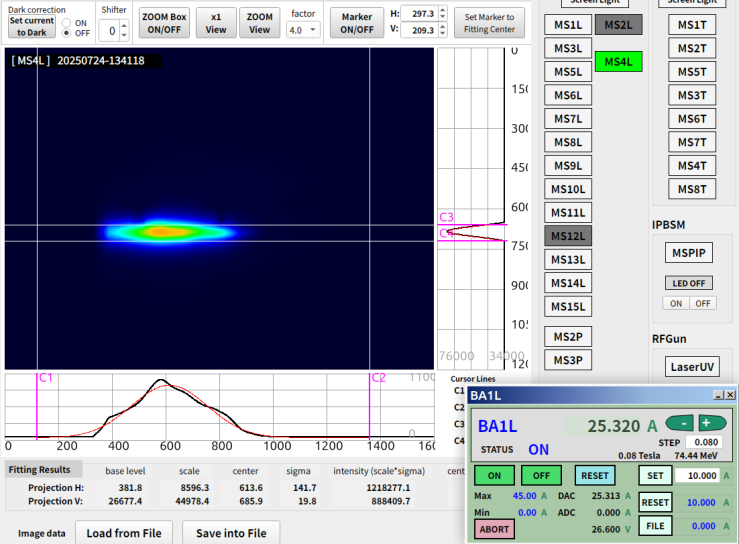 Screen Light
Screen Light
Dark correction
Set current
to Dark
ON
OFF
Shifter
0
ZOOM Box
ON/OFF
x1
View
ZOOM
View
factor
4.0
Marker
ON/OFF
H: 297.3
V: 209.3
Set Marker to
Fitting Center
[ MS4L ] 20250724-134118
0
150
300
450
600
750
900
C3
76000 34000
C1
C2
1100
0
0 200 400 600 800 1000 1200 1400
Cursor Lines
C1
C2
C3
C4
Fitting Results
base level scale center sigma intensity (scale*sigma) cent
Projection H: 381.8 8596.3 613.6 141.7 1218277.1
Projection V: 26677.4 44978.4 685.9 19.8 888409.7
Image data
Load from File
Save into File
MS1L
MS2L
MS3L
MS4L
MS5L
MS6L
MS7L
MS8L
MS9L
MS10L
MS11L
MS12L
MS13L
MS14L
MS15L
MS2P
MS3P
MS1T
MS2T
MS5T
MS3T
MS6T
MS7T
MS4T
MS8T
IPBSM
MSPIP
LED OFF
ON OFF
RFGun
LaserUV
BA1L
BA1L 25.320 A - +
STATUS ON
STEP 0.080
0.08 Tesla 74.44 MeV
ON OFF RESET SET 10.000 A
Max 45.00 A DAC 25.313 A
Min 0.00 A ADC 0.000 A
RESET 10.000 A
ABORT 26.600 V FILE 0.000 A